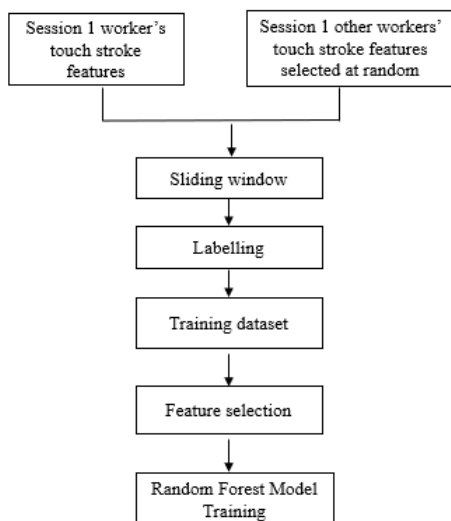 Session 1 worker's
touch stroke
features
Session 1 other workers'
touch stroke features
selected at random
Sliding window
Labelling
Training dataset
Feature selection
Random Forest Model
Training